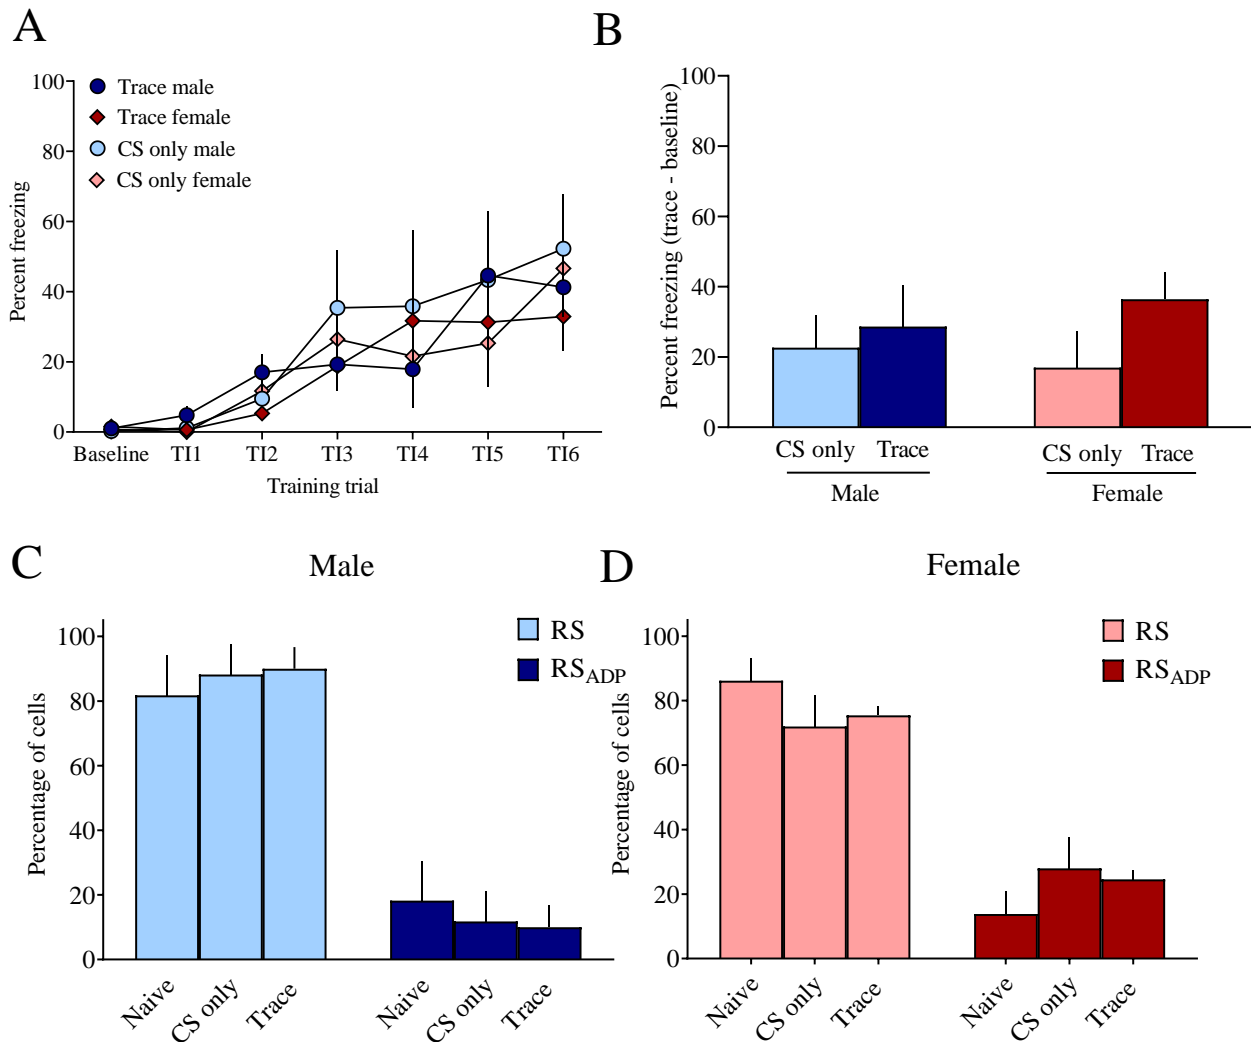 A
Percent freezing
100
80
60
40
20
0
Trace male
Trace female
CS only male
CS only female
Baseline TI1 TI2 TI3 TI4 TI5 TI6
Training trial
B
Percent freezing (trace - baseline)
100
80
60
40
20
0
CS only Trace CS only Trace
Male Female
C
Male
Percentage of cells
100
80
60
40
20
0
RS
RS_ADP
Naive CS only Trace Naive CS only Trace
D
Female
Percentage of cells
100
80
60
40
20
0
RS
RS_ADP
Naive CS only Trace Naive CS only Trace